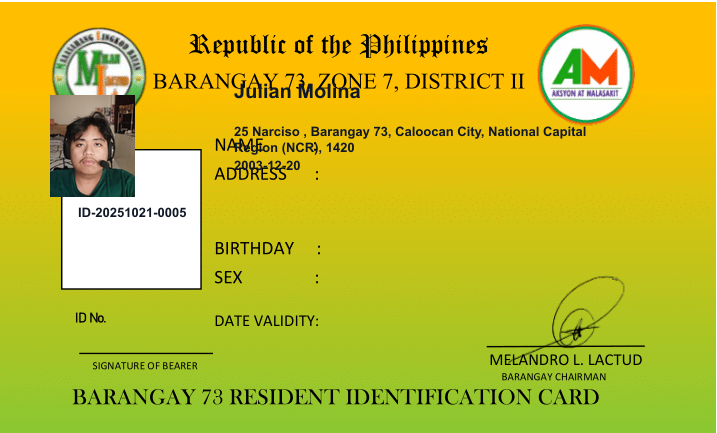 Republic of the Philippines
BARANGAY 73, ZONE 7, DISTRICT II
AM
AKSYON AT MALASAKIT
Julian Molina
25 Narciso , Barangay 73, Caloocan City, National Capital
Region (NCR), 1420
NAME :
2003-12-20
ADDRESS :
ID-20251021-0005
BIRTHDAY :
SEX :
ID No.
DATE VALIDITY:
SIGNATURE OF BEARER
MELANDRO L. LACTUD
BARANGAY CHAIRMAN
BARANGAY 73 RESIDENT IDENTIFICATION CARD